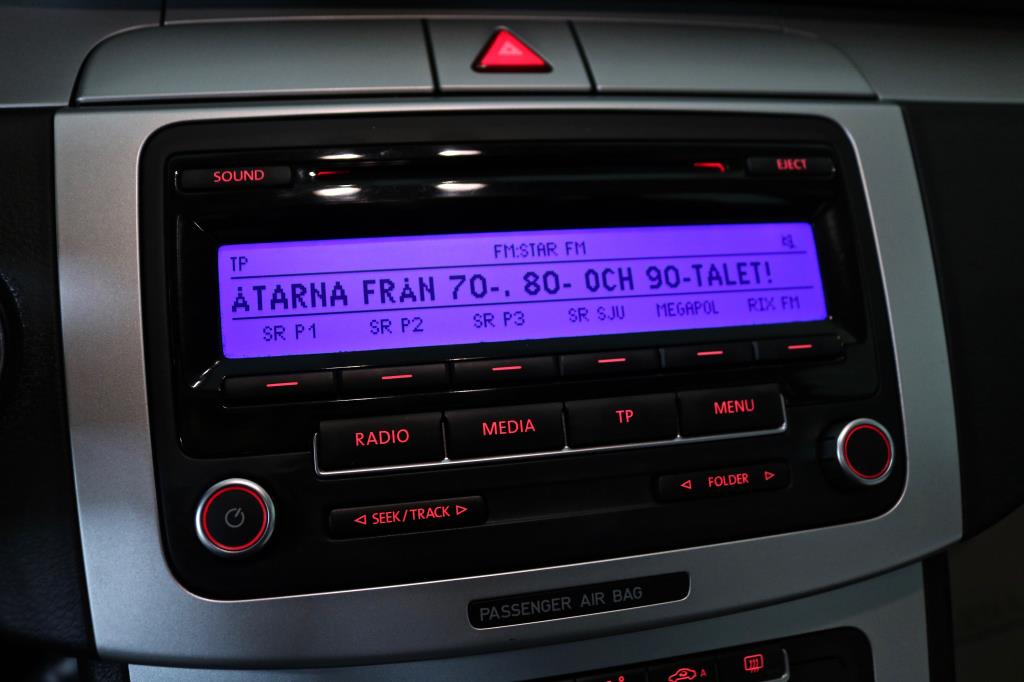 SOUND
EJECT
TP FM:STAR FM
ÅTARNA FRÅN 70-, 80- OCH 90-TALET!
SR P1 SR P2 SR P3 SR SJU MEGAPOL RIX FM
RADIO MEDIA TP MENU
SEEK/TRACK FOLDER
PASSENGER AIR BAG
A